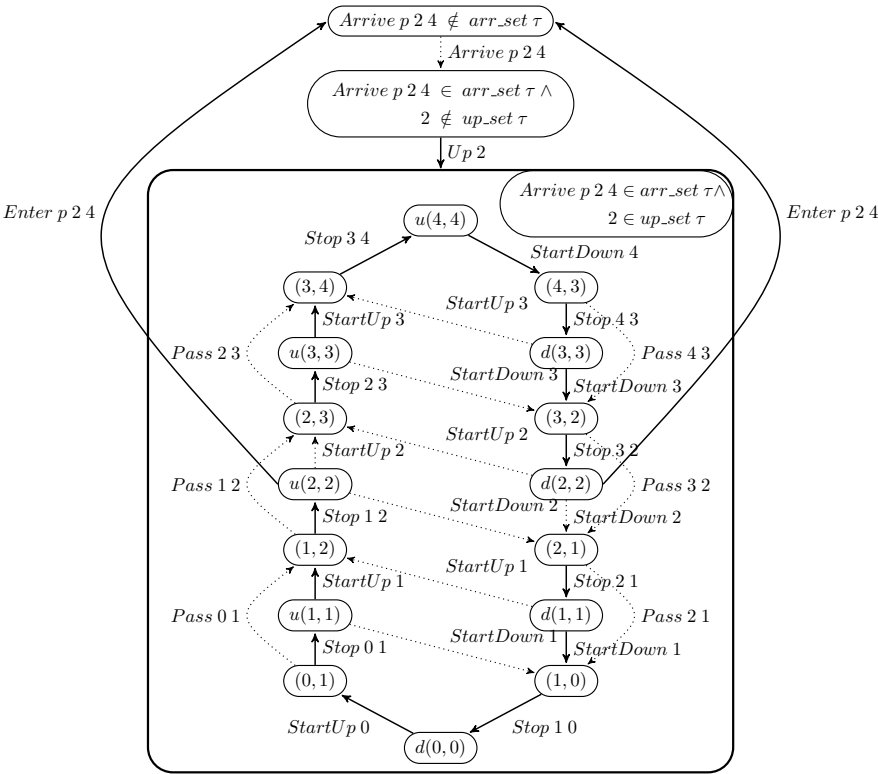 Arrive p 2 4 ∉ arr_set τ
Arrive p 2 4
Arrive p 2 4 ∈ arr_set τ ∧
2 ∉ up_set τ
Up 2
Arrive p 2 4 ∈ arr_set τ∧
2 ∈ up_set τ
Enter p 2 4
Enter p 2 4
u(4, 4)
Stop 3 4
StartDown 4
(3, 4)
(4, 3)
StartUp 3
StartUp 3
Stop 4 3
Pass 2 3
u(3, 3)
d(3, 3)
Pass 4 3
Stop 2 3
StartDown 3
StartDown 3
(2, 3)
(3, 2)
StartUp 2
StartUp 2
Stop 3 2
Pass 1 2
u(2, 2)
d(2, 2)
Pass 3 2
Stop 1 2
StartDown 2
StartDown 2
(1, 2)
(2, 1)
StartUp 1
StartUp 1
Stop 2 1
Pass 0 1
u(1, 1)
d(1, 1)
Pass 2 1
Stop 0 1
StartDown 1
StartDown 1
(0, 1)
(1, 0)
StartUp 0
Stop 1 0
d(0, 0)